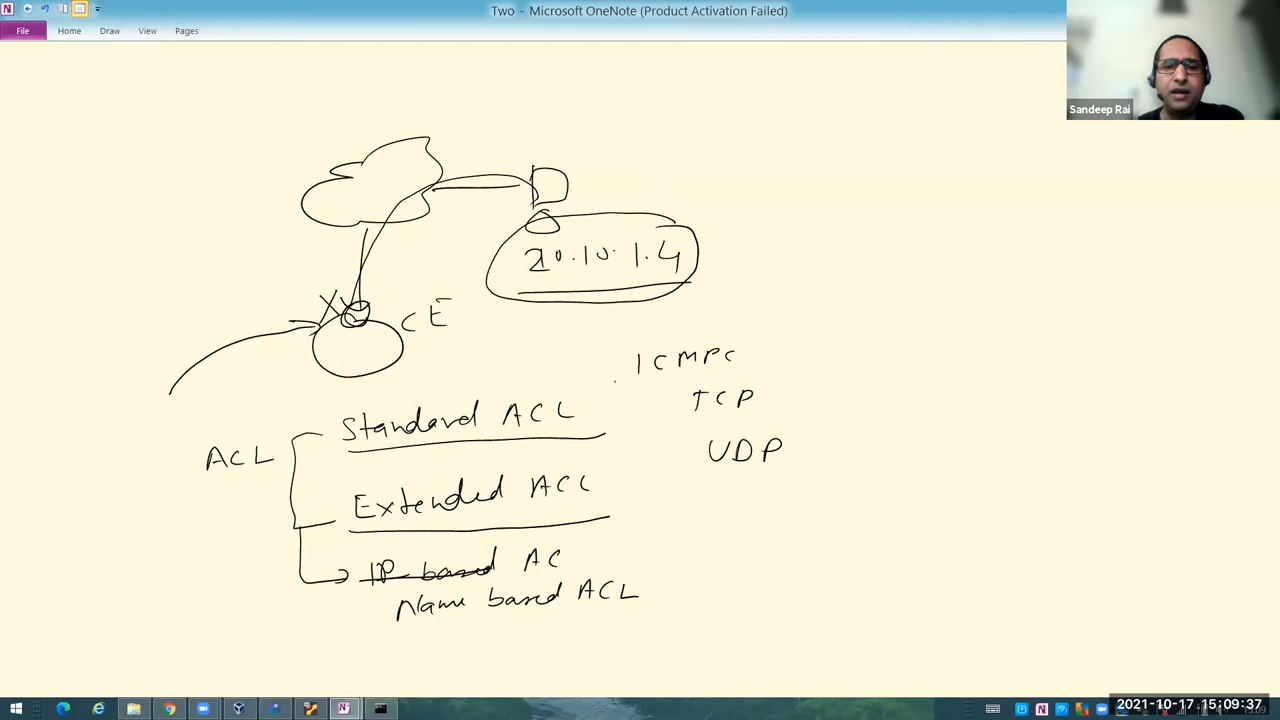 Two - Microsoft OneNote (Product Activation Failed)
File Home Draw View Pages
Sandeep Rai
20.10.1.4
CE
ICMPC
TCP
UDP
ACL
Standard ACL
Extended ACL
IP based AC
Name based ACL
2021-10-17 15:09:37